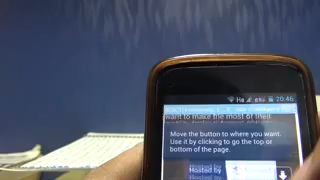 20:46
want to make the most of their
Move the button to where you want.
Use it by clicking to go the top or
bottom of the page.
Hosted by